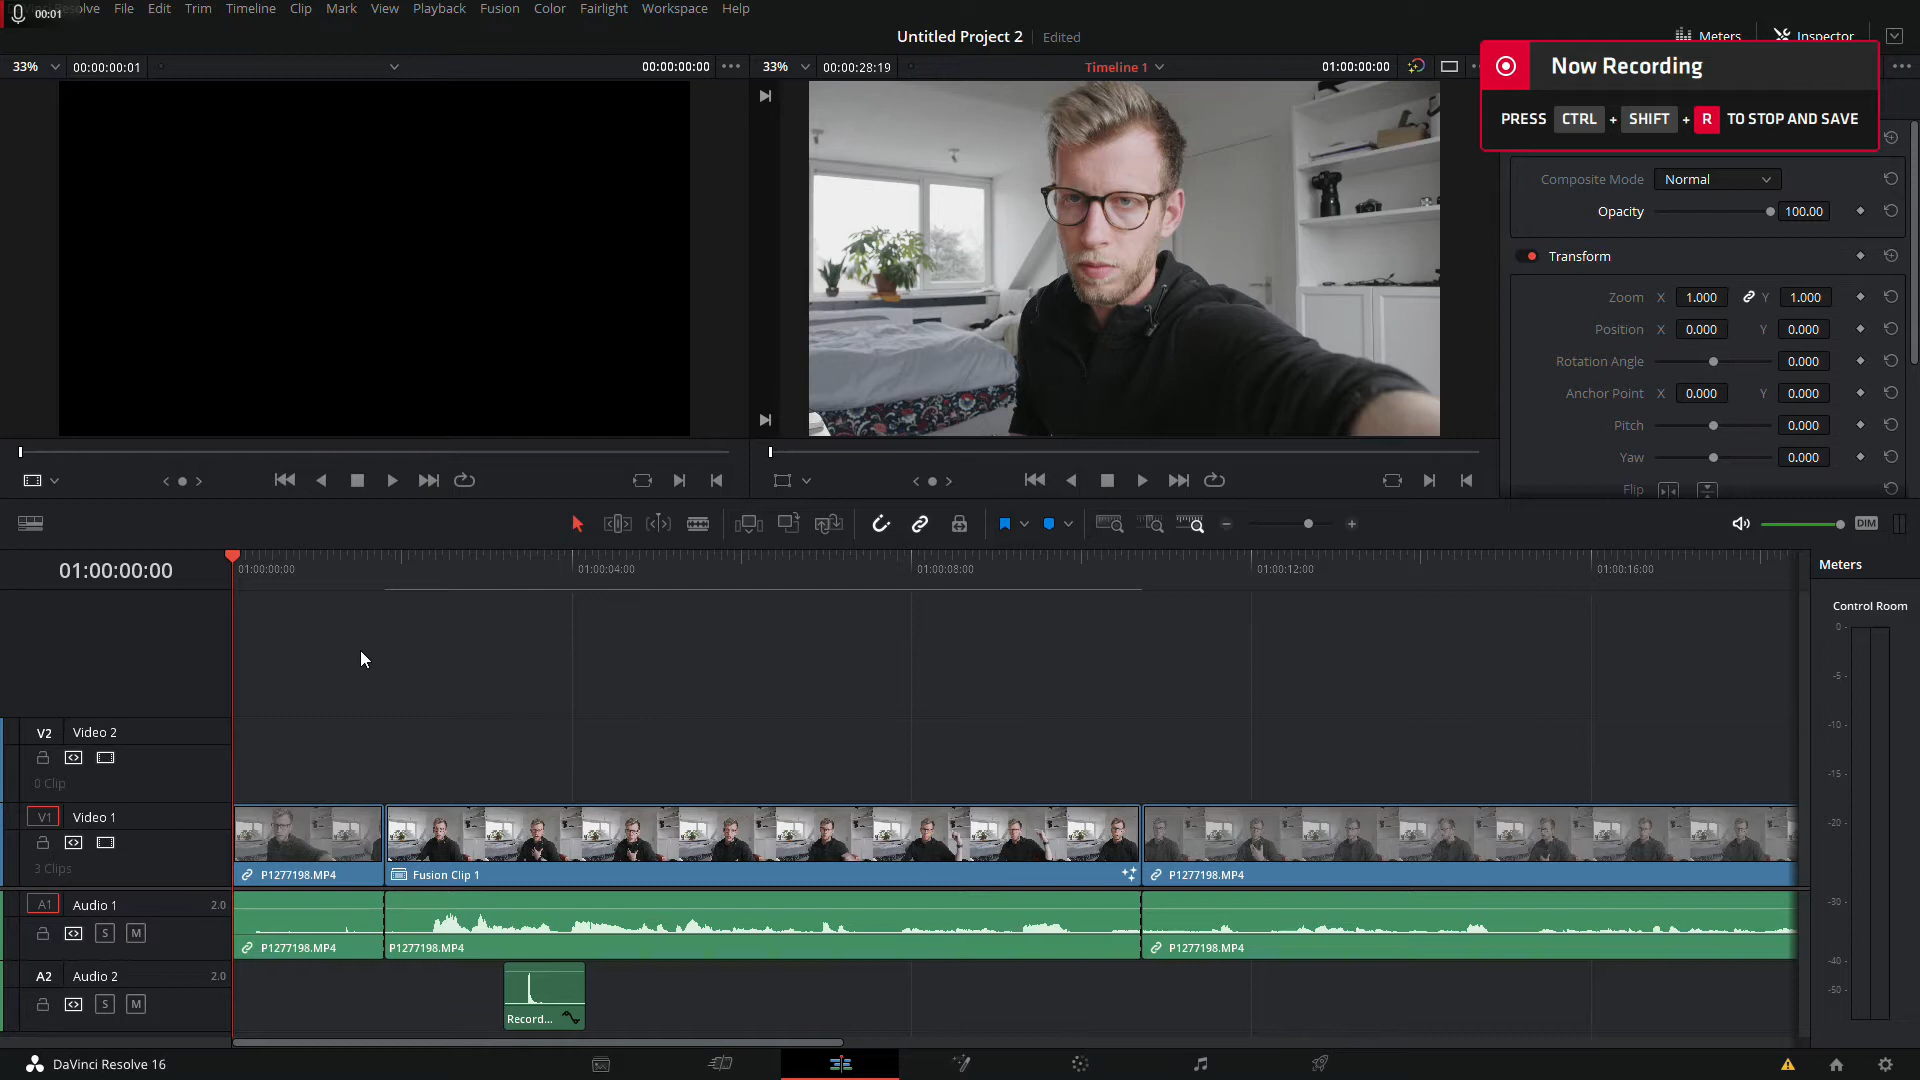 00:01
Resolve File Edit Trim Timeline Clip Mark View Playback Fusion Color Fairlight Workspace Help
Untitled Project 2 Edited
Meters Inspector
33% 00:00:00:01 00:00:00:00 33% 00:00:28:19 Timeline 1 01:00:00:00
Now Recording
PRESS CTRL + SHIFT + R TO STOP AND SAVE
Composite Mode Normal
Opacity 100.00
Transform
Zoom X 1.000 Y 1.000
Position X 0.000 Y 0.000
Rotation Angle 0.000
Anchor Point X 0.000 Y 0.000
Pitch 0.000
Yaw 0.000
Flip
DIM
01:00:00:00
01:00:00:00 01:00:04:00 01:00:08:00 01:00:12:00 01:00:16:00
Meters
Control Room
0
-5
-10
-15
-20
-30
-40
-50
V2 Video 2
0 Clip
V1 Video 1
3 Clips
P1277198.MP4 Fusion Clip 1 P1277198.MP4
A1 Audio 1 2.0
S M
P1277198.MP4 P1277198.MP4 P1277198.MP4
A2 Audio 2 2.0
S M
Record...
DaVinci Resolve 16